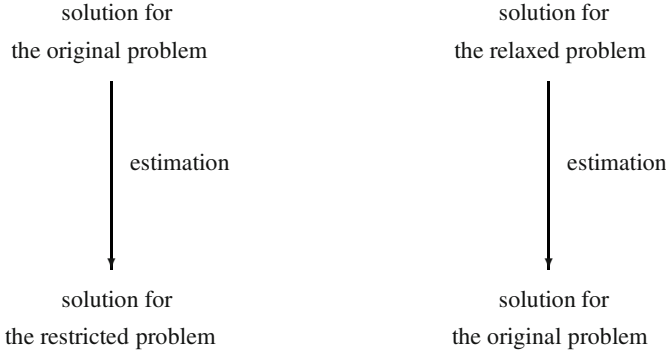 solution for
the original problem
estimation
solution for
the restricted problem
solution for
the relaxed problem
estimation
solution for
the original problem